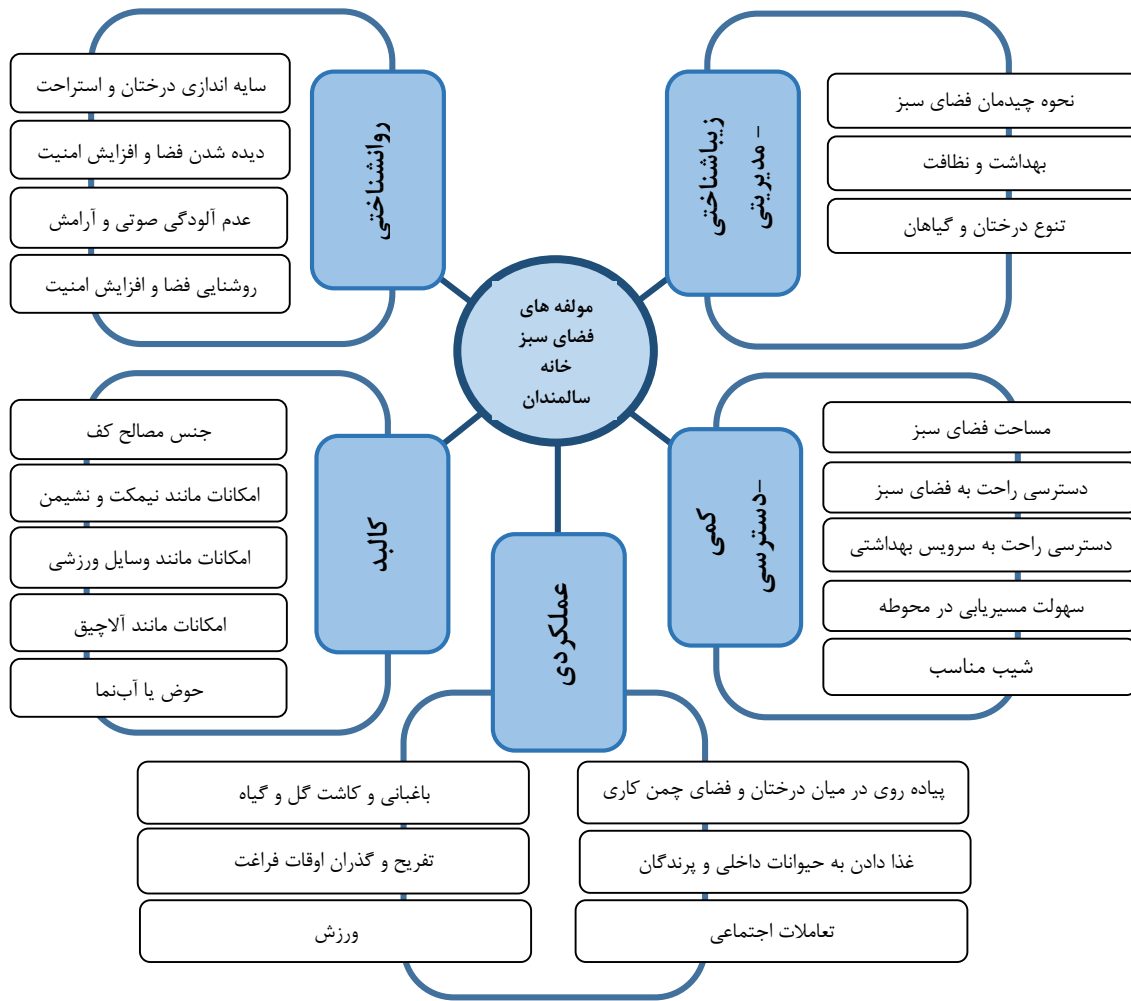 مولفه های
فضای سبز
خانه
سالمندان
زیباشناختی
- مدیریتی
نحوه چیدمان فضای سبز
بهداشت و نظافت
تنوع درختان و گیاهان
روانشناختی
سایه اندازی درختان و استراحت
دیده شدن فضا و افزایش امنیت
عدم آلودگی صوتی و آرامش
روشنایی فضا و افزایش امنیت
کمی
-دسترسی
مساحت فضای سبز
دسترسی راحت به فضای سبز
دسترسی راحت به سرویس بهداشتی
سهولت مسیریابی در محوطه
شیب مناسب
کالبد
جنس مصالح کف
امکانات مانند نیمکت و نشیمن
امکانات مانند وسایل ورزشی
امکانات مانند آلاچیق
حوض یا آب‌نما
عملکردی
پیاده روی در میان درختان و فضای چمن کاری
غذا دادن به حیوانات داخلی و پرندگان
تعاملات اجتماعی
باغبانی و کاشت گل و گیاه
تفریح و گذران اوقات فراغت
ورزش